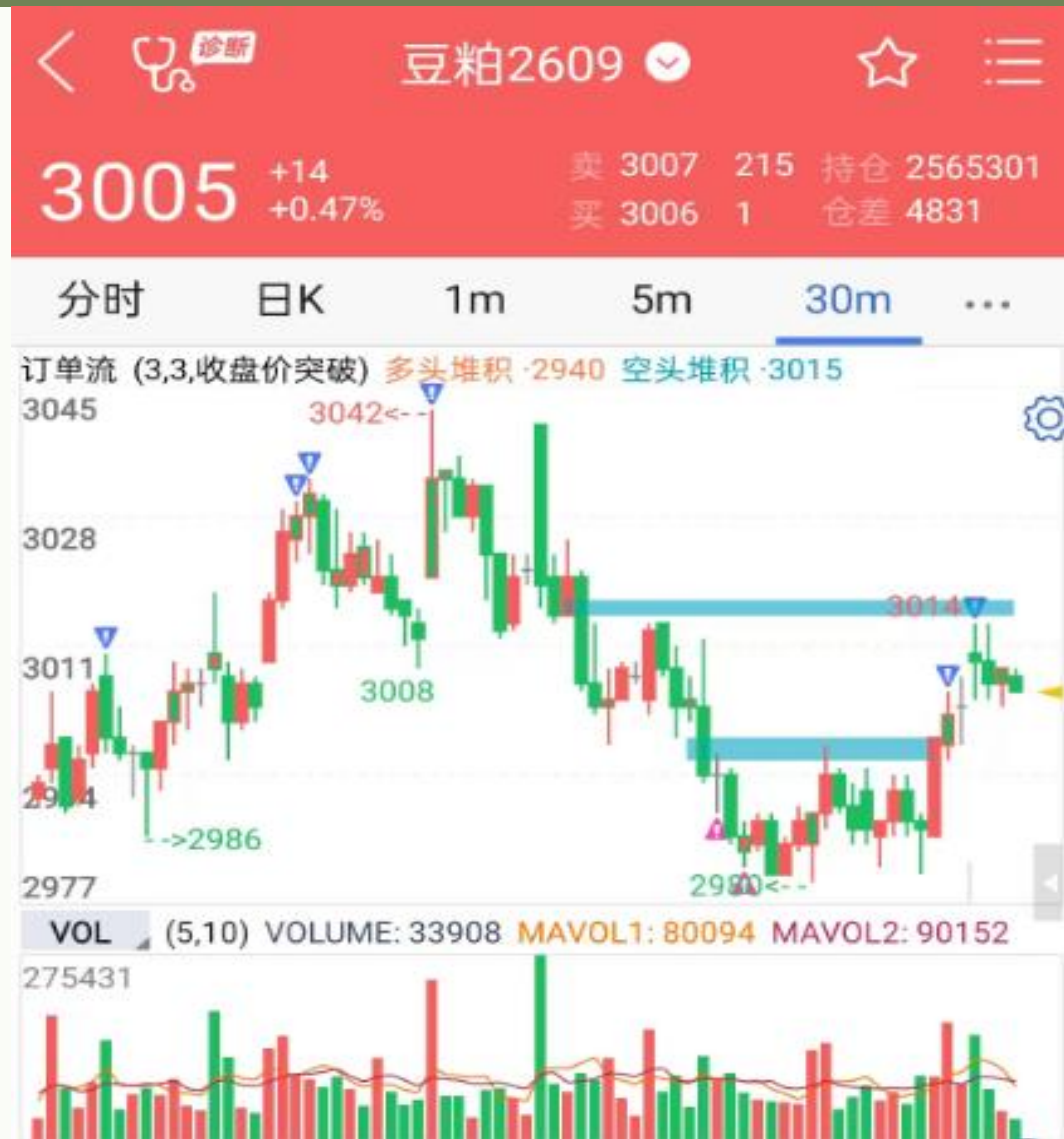 诊断
豆粕2609
3005 +14 +0.47%
卖 3007 215 持仓 2565301
买 3006 1 仓差 4831
分时 日K 1m 5m 30m ...
订单流 (3,3,收盘价突破) 多头堆积 ·2940 空头堆积 ·3015
3045
3042<--
3028
3014
3011
3008
-->2986
2977
2980<--
VOL (5,10) VOLUME: 33908 MAVOL1: 80094 MAVOL2: 90152
275431